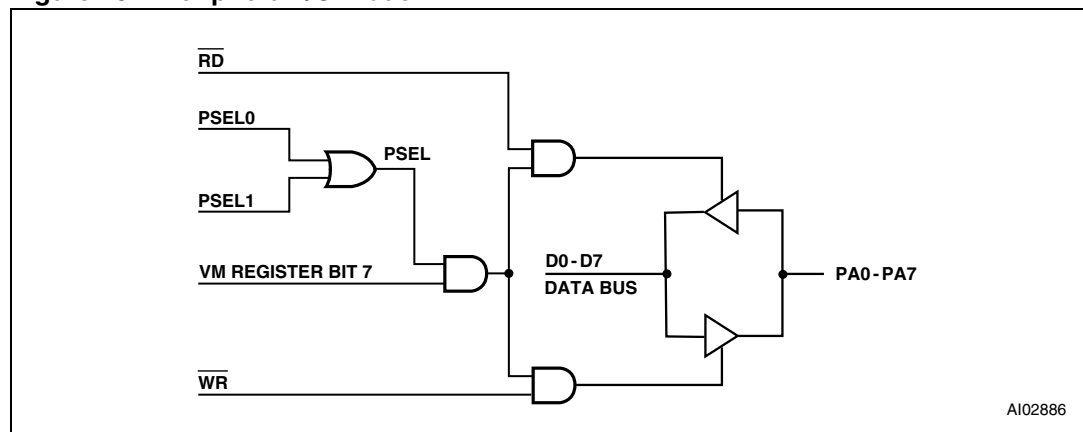 RD
PSEL0
PSEL
PSEL1
VM REGISTER BIT 7
D0-D7
DATA BUS
PA0-PA7
WR
AI02886